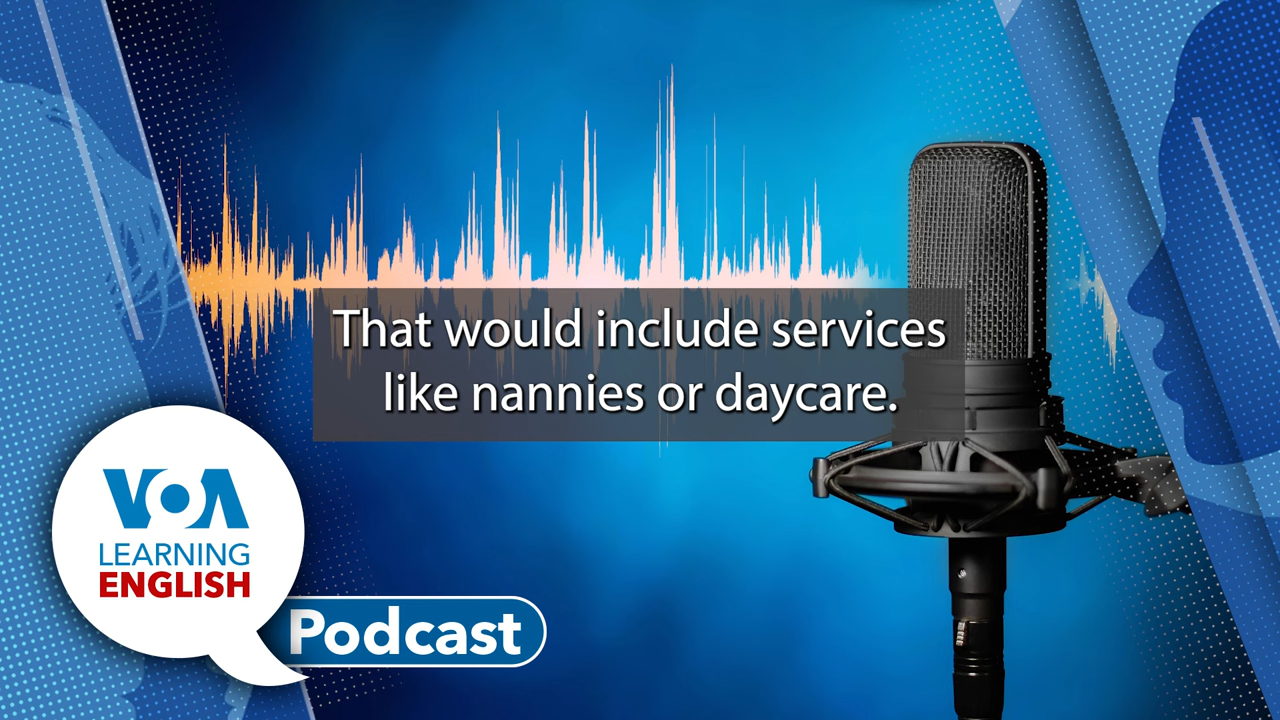 That would include services
like nannies or daycare.
VOA
LEARNING
ENGLISH
Podcast